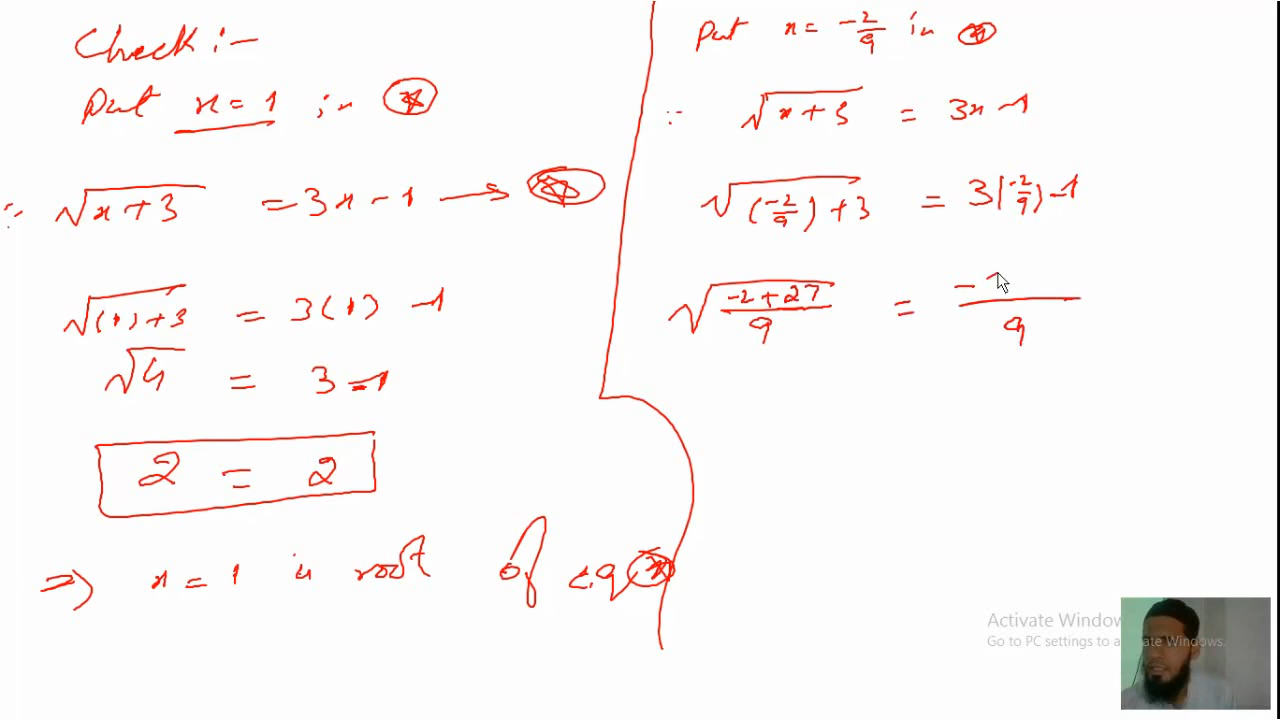 Check :-
Put x = 1 in ⊛
∵ √(x+3) = 3x-1 → ⊛
√((1)+3) = 3(1) -1
√4 = 3-1
2 = 2
⇒ x = 1 is root of eq ⊛
Put x = -2/9 in ⊛
∵ √(x+3) = 3x-1
√((-2/9)+3) = 3(-2/9)-1
√((-2+27)/9) = - /9
Activate Windows
Go to PC settings to activate Windows.